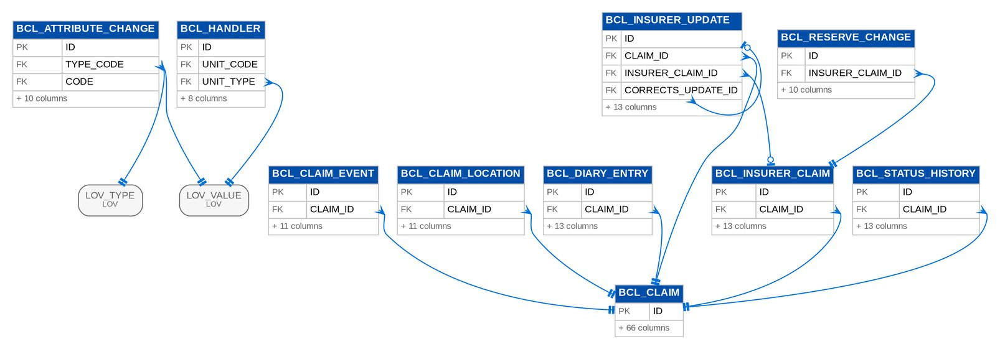 BCL_ATTRIBUTE_CHANGE
PK ID
FK TYPE_CODE
FK CODE
+ 10 columns
BCL_HANDLER
PK ID
FK UNIT_CODE
FK UNIT_TYPE
+ 8 columns
BCL_INSURER_UPDATE
PK ID
FK CLAIM_ID
FK INSURER_CLAIM_ID
FK CORRECTS_UPDATE_ID
+ 13 columns
BCL_RESERVE_CHANGE
PK ID
FK INSURER_CLAIM_ID
+ 10 columns
LOV_TYPE
LOV
LOV_VALUE
LOV
BCL_CLAIM_EVENT
PK ID
FK CLAIM_ID
+ 11 columns
BCL_CLAIM_LOCATION
PK ID
FK CLAIM_ID
+ 11 columns
BCL_DIARY_ENTRY
PK ID
FK CLAIM_ID
+ 13 columns
BCL_INSURER_CLAIM
PK ID
FK CLAIM_ID
+ 13 columns
BCL_STATUS_HISTORY
PK ID
FK CLAIM_ID
+ 13 columns
BCL_CLAIM
PK ID
+ 66 columns